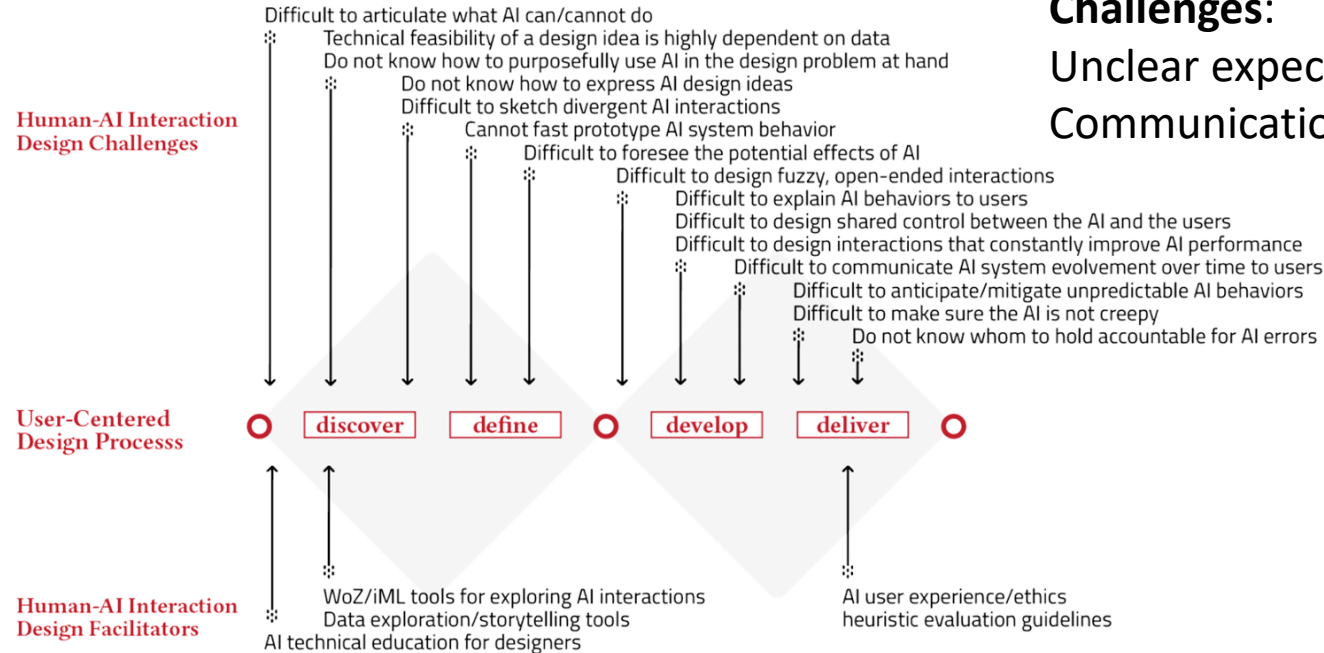 Difficult to articulate what AI can/cannot do
Technical feasibility of a design idea is highly dependent on data
Do not know how to purposefully use AI in the design problem at hand
Do not know how to express AI design ideas
Difficult to sketch divergent AI interactions
Cannot fast prototype AI system behavior
Difficult to foresee the potential effects of AI
Difficult to design fuzzy, open-ended interactions
Difficult to explain AI behaviors to users
Difficult to design shared control between the AI and the users
Difficult to design interactions that constantly improve AI performance
Difficult to communicate AI system evolvement over time to users
Difficult to anticipate/mitigate unpredictable AI behaviors
Difficult to make sure the AI is not creepy
Do not know whom to hold accountable for AI errors
Challenges:
Unclear
Human-AI Interaction
Design Challenges
User-Centered
Design Processs
discover
define
develop
deliver
Human-AI Interaction
Design Facilitators
WoZ/iML tools for exploring AI interactions
Data exploration/storytelling tools
AI technical education for designers
AI user experience/ethics
heuristic evaluation guidelines